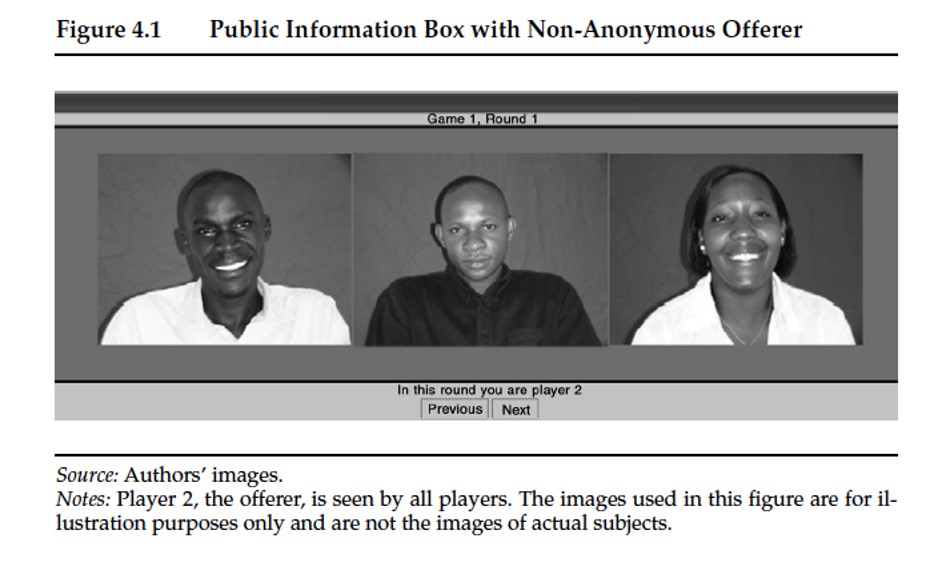 Figure 4.1 Public Information Box with Non-Anonymous Offerer
Game 1, Round 1
In this round you are player 2
Previous Next
Source: Authors' images.
Notes: Player 2, the offerer, is seen by all players. The images used in this figure are for il-
lustration purposes only and are not the images of actual subjects.